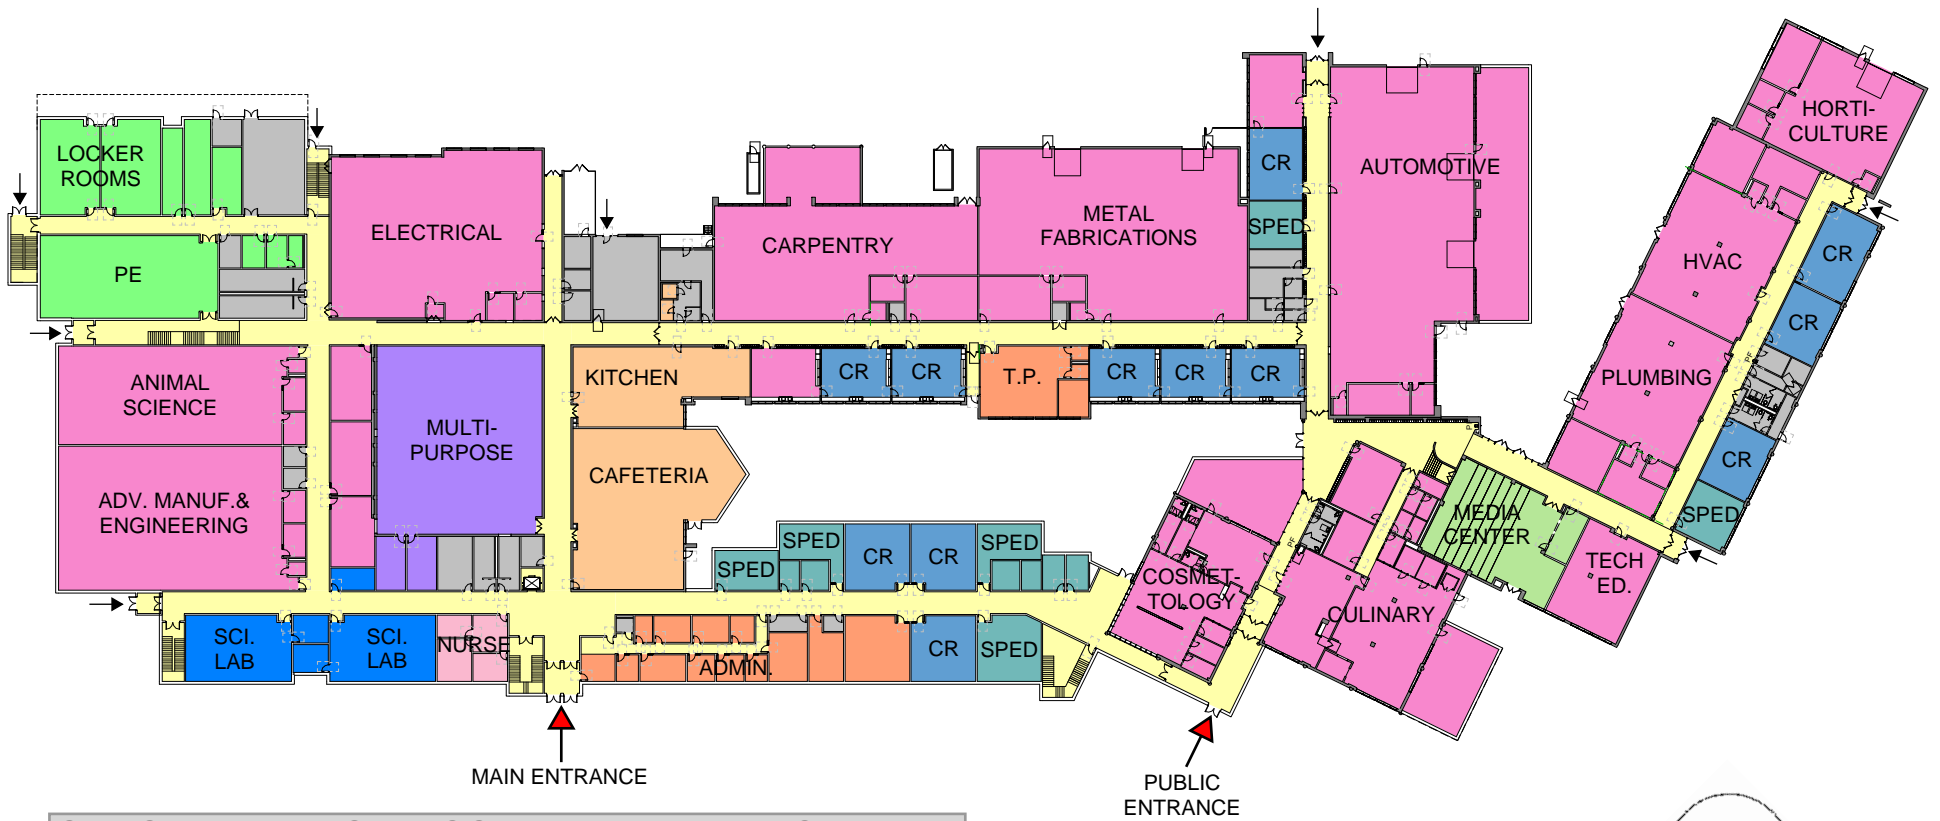 LOCKER
ROOMS
PE
ELECTRICAL
CARPENTRY
METAL
FABRICATIONS
CR
SPED
AUTOMOTIVE
HORTI-
CULTURE
HVAC
CR
CR
PLUMBING
CR
SPED
ANIMAL
SCIENCE
ADV. MANUF.&
ENGINEERING
MULTI-
PURPOSE
KITCHEN
CAFETERIA
CR
CR
T.P.
CR
CR
CR
SPED
SPED
CR
CR
SPED
MEDIA
CENTER
TECH
ED.
COSMET-
TOLOGY
CULINARY
SCI.
LAB
SCI.
LAB
NURSE
ADMIN.
CR
SPED
MAIN ENTRANCE
PUBLIC
ENTRANCE